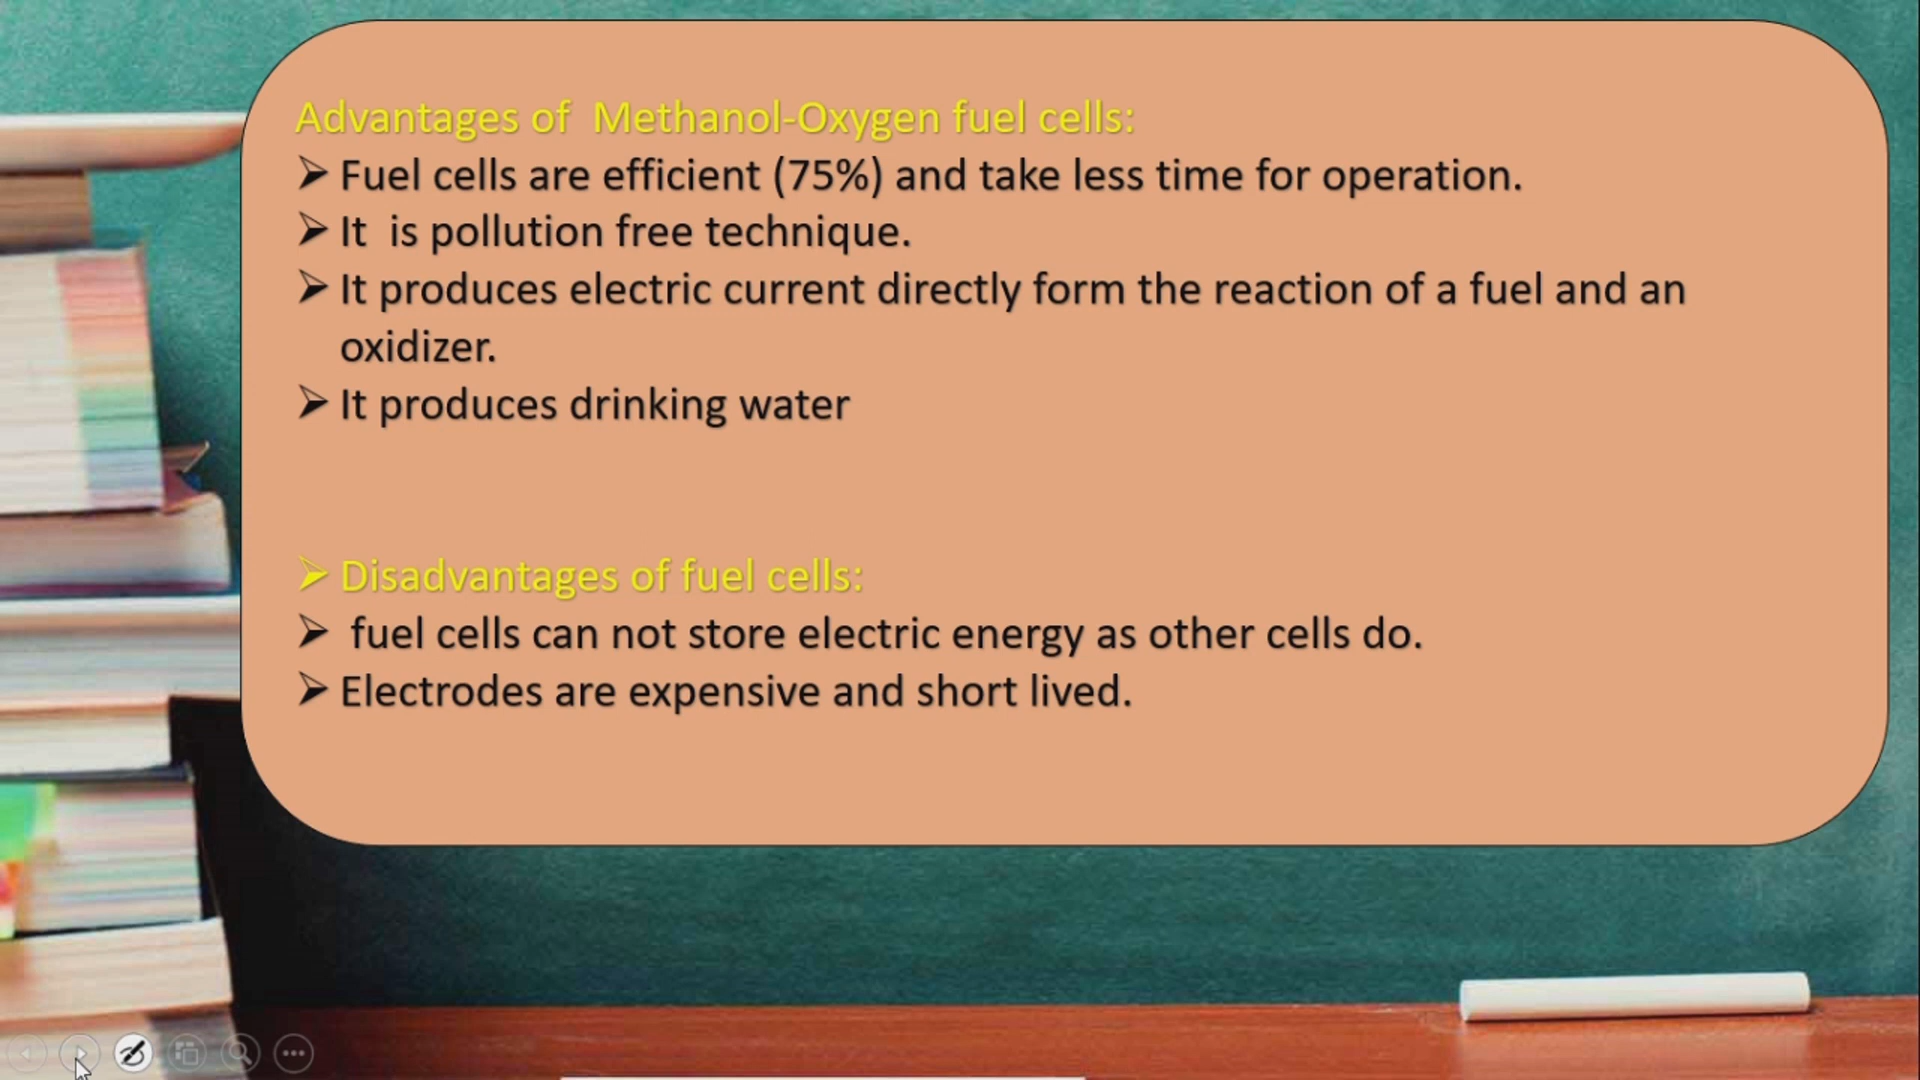 Advantages of  Methanol-Oxygen fuel cells:
➢ Fuel cells are efficient (75%) and take less time for operation.
➢ It  is pollution free technique.
➢ It produces electric current directly form the reaction of a fuel and an
oxidizer.
➢ It produces drinking water
➢ Disadvantages of fuel cells:
➢ fuel cells can not store electric energy as other cells do.
➢ Electrodes are expensive and short lived.